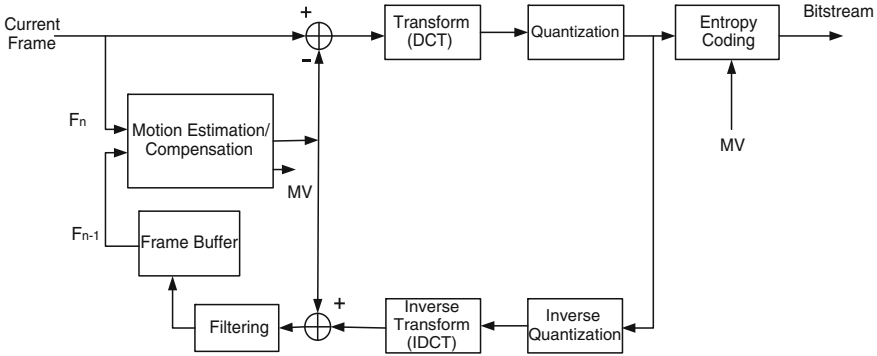 Current
Frame
+
−
Transform
(DCT)
Quantization
Entropy
Coding
Bitstream
Fn
Motion Estimation/
Compensation
MV
MV
Fn-1
Frame Buffer
Filtering
+
Inverse
Transform
(IDCT)
Inverse
Quantization